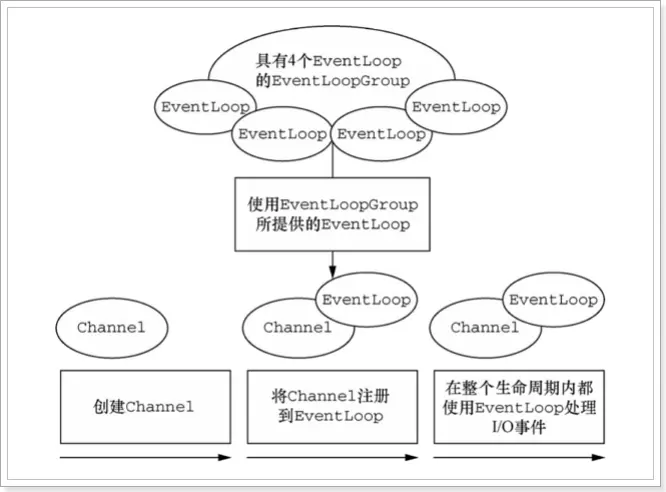 具有4个EventLoop
的EventLoopGroup
EventLoop
EventLoop
EventLoop
EventLoop
使用EventLoopGroup
所提供的EventLoop
Channel
Channel
EventLoop
Channel
EventLoop
创建Channel
将Channel注册
到EventLoop
在整个生命周期内都
使用EventLoop处理
I/O事件